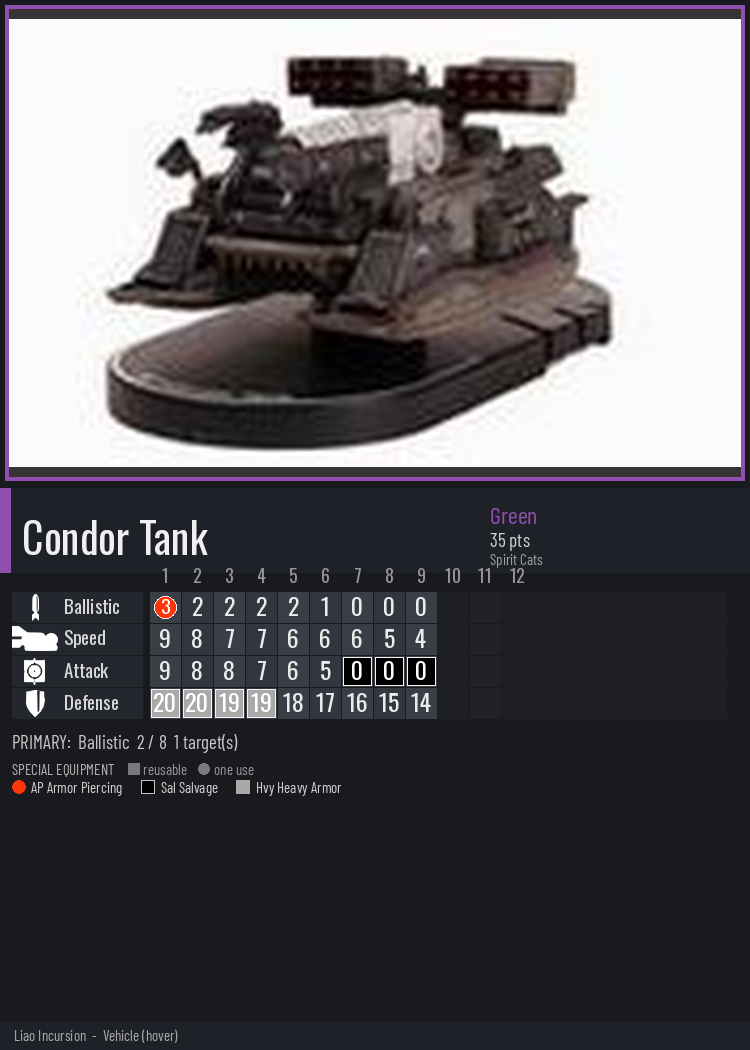 Condor Tank
Green
35 pts
Spirit Cats
1 2 3 4 5 6 7 8 9 10 11 12
Ballistic 3 2 2 2 2 1 0 0 0
Speed 9 8 7 7 6 6 6 5 4
Attack 9 8 8 7 6 5 0 0 0
Defense 20 20 19 19 18 17 16 15 14
PRIMARY: Ballistic 2 / 8 1 target(s)
SPECIAL EQUIPMENT reusable one use
AP Armor Piercing Sal Salvage Hvy Heavy Armor
Liao Incursion - Vehicle (hover)